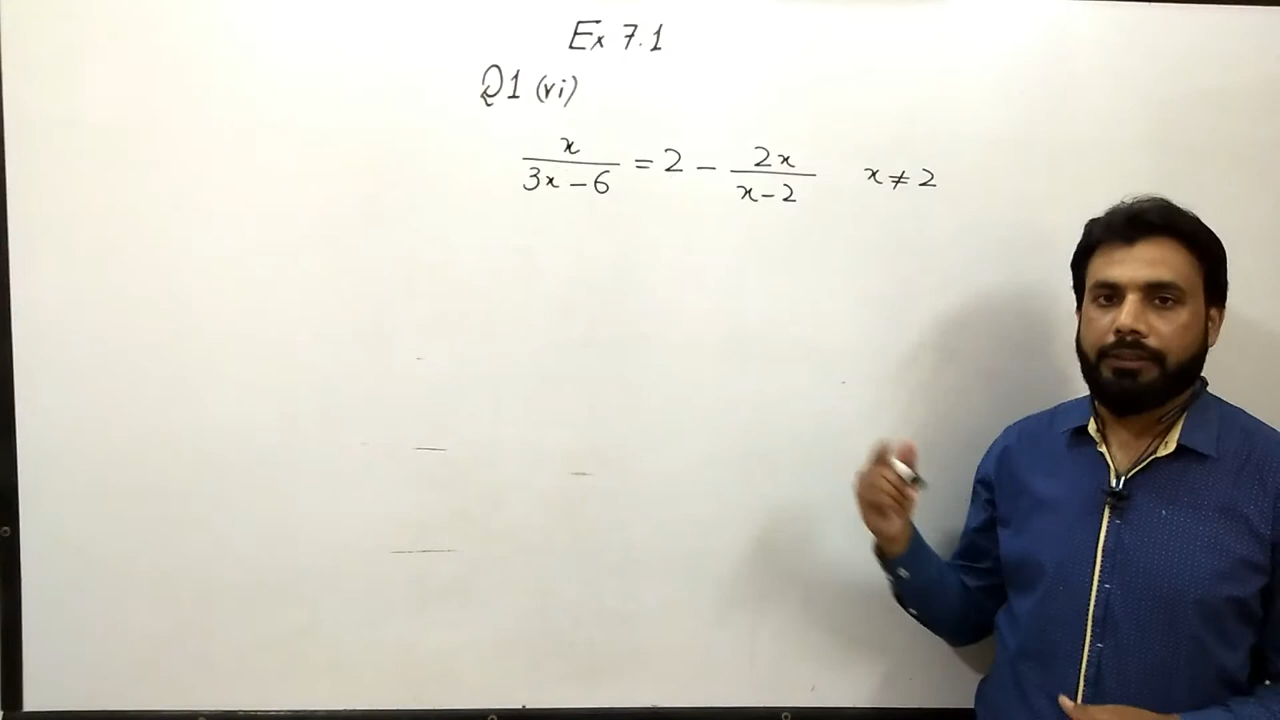 Ex 7.1
Q1 (vi)
x/(3x-6) = 2 - 2x/(x-2) x ≠ 2